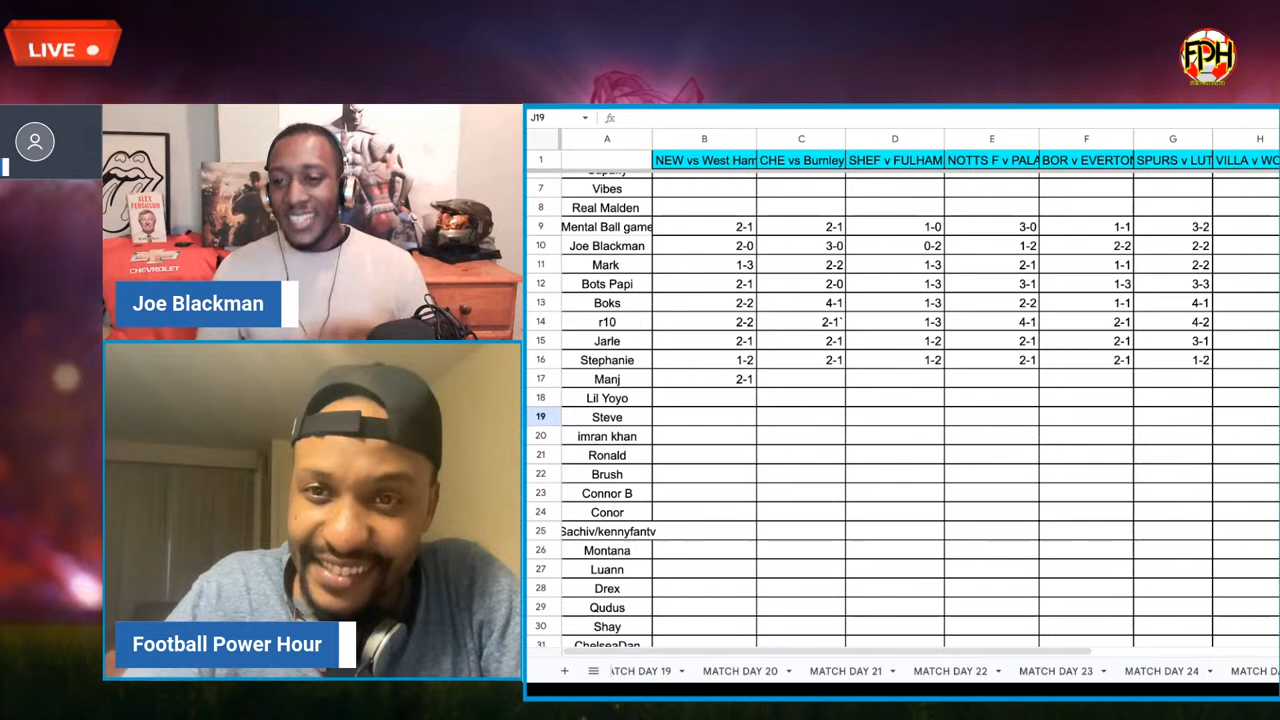 LIVE
FPH
ALEX
FERGUSON
CHEVROLET
Joe Blackman
Football Power Hour
J19 fx
A B C D E F G H
1 NEW vs West Ham CHE vs Burnley SHEF v FULHAM NOTTS F v PALA BOR v EVERTON SPURS v LUT VILLA v WO
7 Vibes
8 Real Malden
9 Mental Ball game 2-1 2-1 1-0 3-0 1-1 3-2
10 Joe Blackman 2-0 3-0 0-2 1-2 2-2 2-2
11 Mark 1-3 2-2 1-3 2-1 1-1 2-2
12 Bots Papi 2-1 2-0 1-3 3-1 1-3 3-3
13 Boks 2-2 4-1 1-3 2-2 1-1 4-1
14 r10 2-2 2-1` 1-3 4-1 2-1 4-2
15 Jarle 2-1 2-1 1-2 2-1 2-1 3-1
16 Stephanie 1-2 2-1 1-2 2-1 2-1 1-2
17 Manj 2-1
18 Lil Yoyo
19 Steve
20 imran khan
21 Ronald
22 Brush
23 Connor B
24 Conor
25 Sachiv/kennyfantv
26 Montana
27 Luann
28 Drex
29 Qudus
30 Shay
31 ChelseaDan
+ ATCH DAY 19 MATCH DAY 20 MATCH DAY 21 MATCH DAY 22 MATCH DAY 23 MATCH DAY 24 MATCH DA